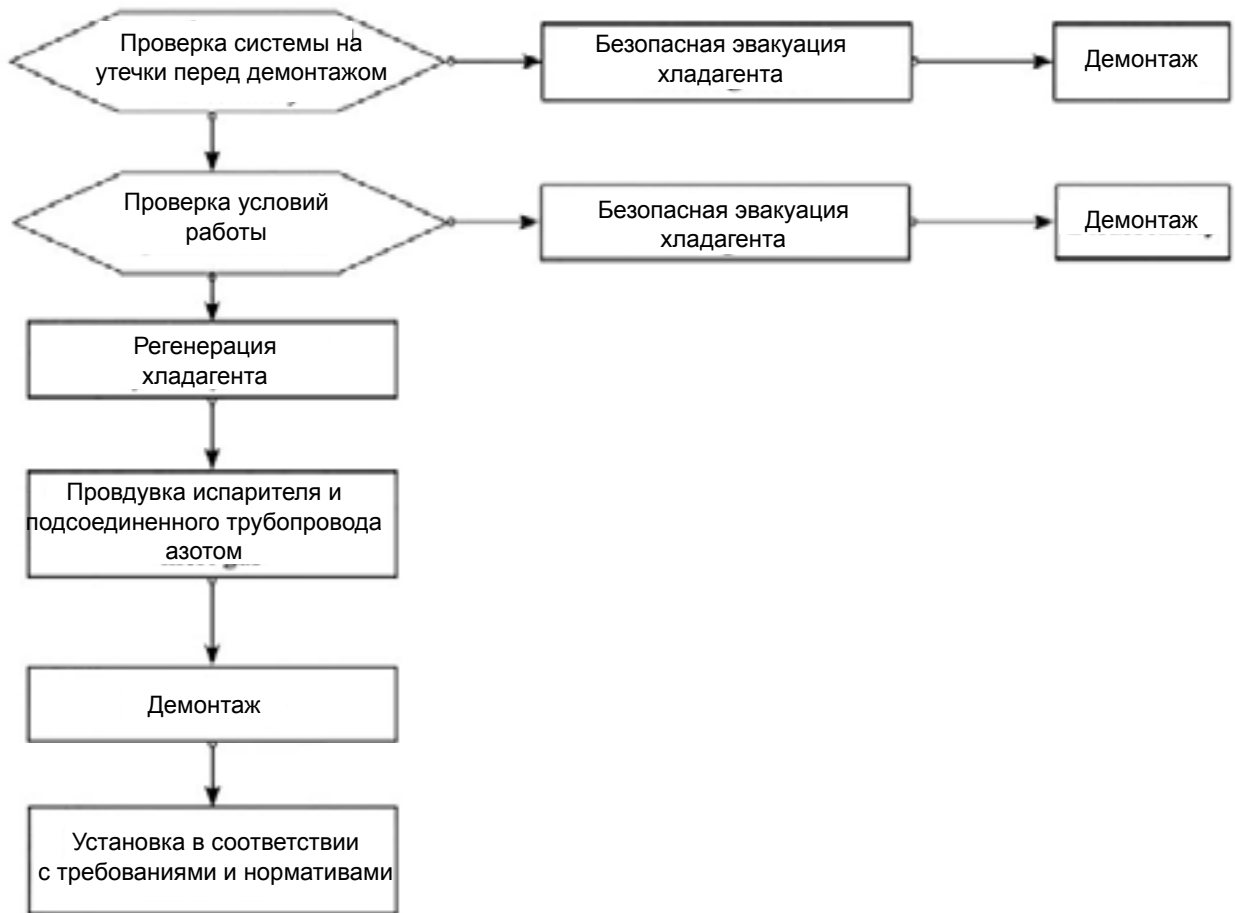 Проверка системы на
утечки перед демонтажом
Безопасная эвакуация
хладагента
Демонтаж
Проверка условий
работы
Безопасная эвакуация
хладагента
Демонтаж
Регенерация
хладагента
Провдувка испарителя и
подсоединенного трубопровода
азотом
Демонтаж
Установка в соответствии
с требованиями и нормативами